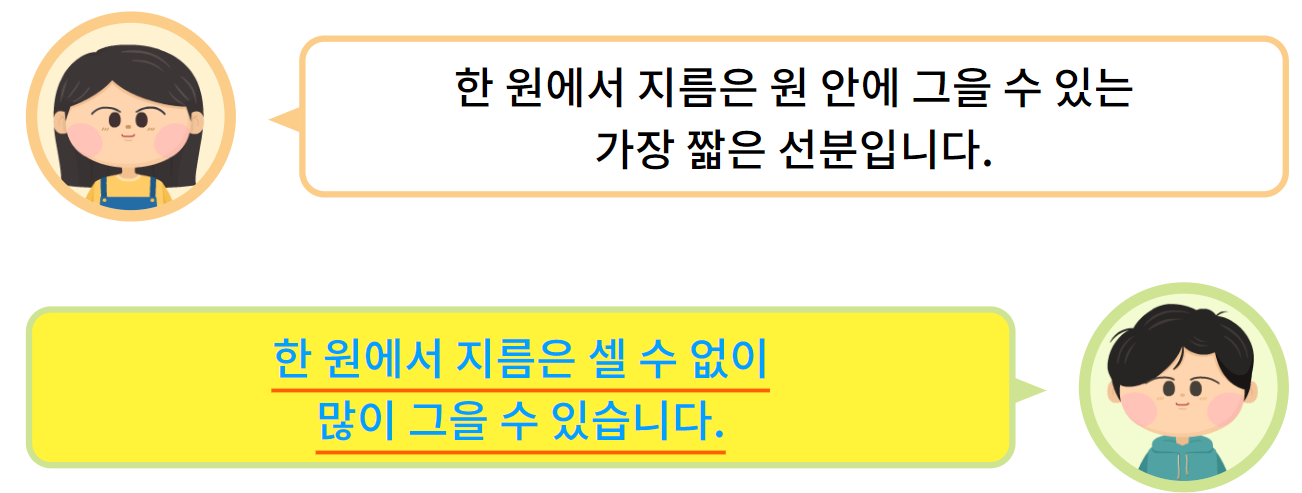 한 원에서 지름은 원 안에 그을 수 있는
가장 짧은 선분입니다.
한 원에서 지름은 셀 수 없이
많이 그을 수 있습니다.